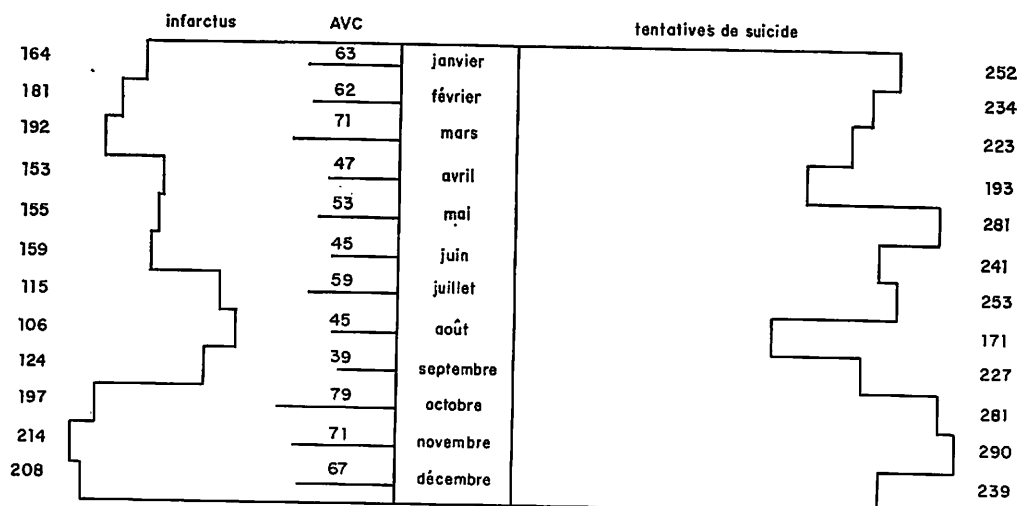 infarctus AVC tentatives de suicide
164 63 janvier 252
181 62 février 234
192 71 mars 223
153 47 avril 193
155 53 mai 281
159 45 juin 241
115 59 juillet 253
106 45 août 171
124 39 septembre 227
197 79 octobre 281
214 71 novembre 290
208 67 décembre 239